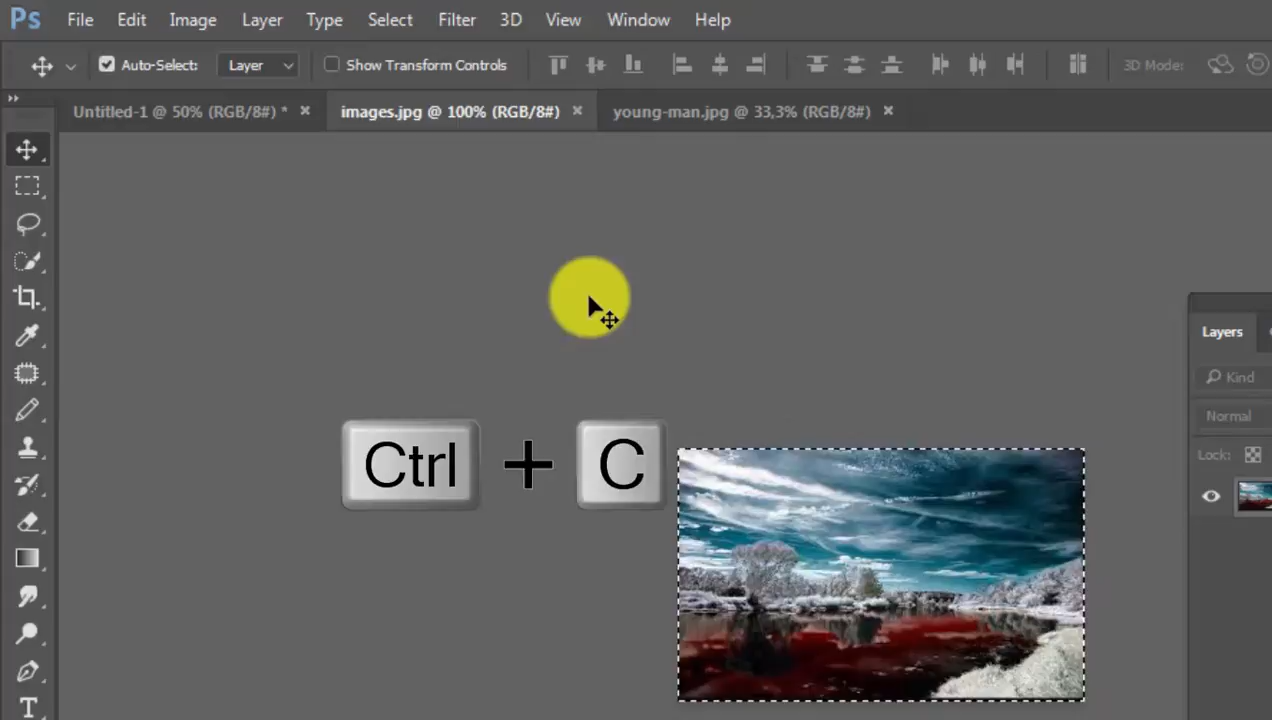 Ps File Edit Image Layer Type Select Filter 3D View Window Help
Auto-Select: Layer Show Transform Controls 3D Mode:
Untitled-1 @ 50% (RGB/8#) * × images.jpg @ 100% (RGB/8#) × young-man.jpg @ 33,3% (RGB/8#) ×
Layers
Kind
Normal
Ctrl + C
Lock:
T